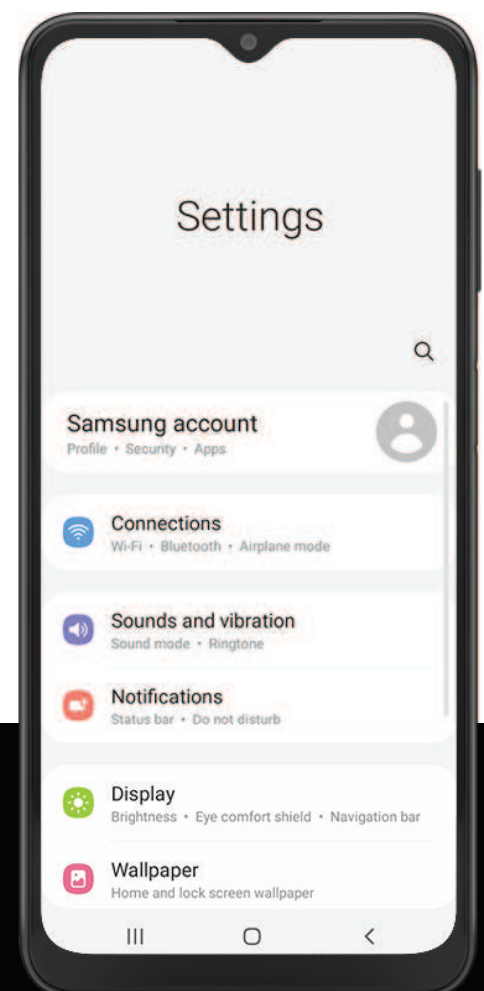 Settings
Samsung account
Profile • Security • Apps
Connections
Wi-Fi • Bluetooth • Airplane mode
Sounds and vibration
Sound mode • Ringtone
Notifications
Status bar • Do not disturb
Display
Brightness • Eye comfort shield • Navigation bar
Wallpaper
Home and lock screen wallpaper